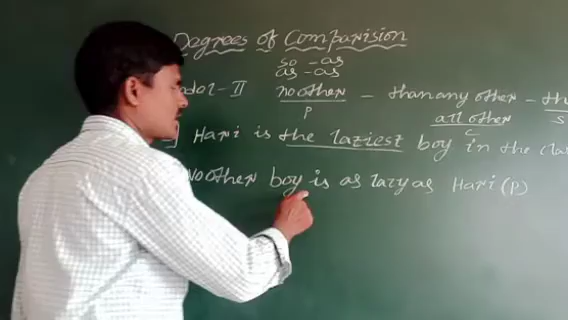 Degrees of Comparision
so - as
as - as
Model-II no other - than any other - the
P all other S
C
1) Hari is the laziest boy in the cla
No other boy is as lazy as Hari (P)